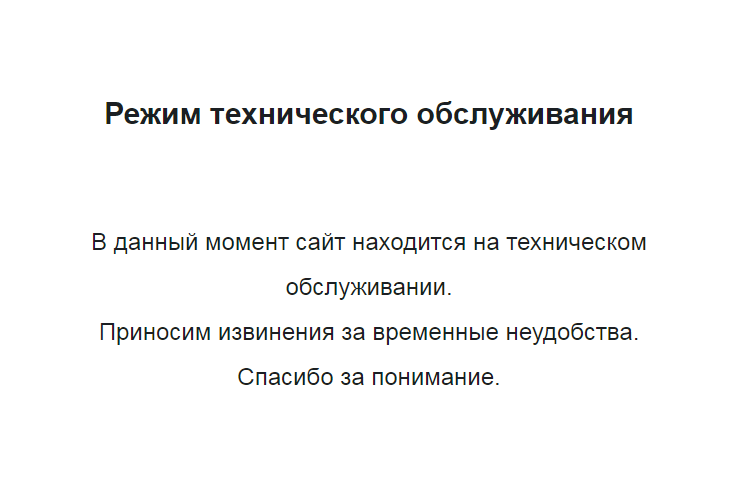 Режим технического обслуживания
В данный момент сайт находится на техническом
обслуживании.
Приносим извинения за временные неудобства.
Спасибо за понимание.